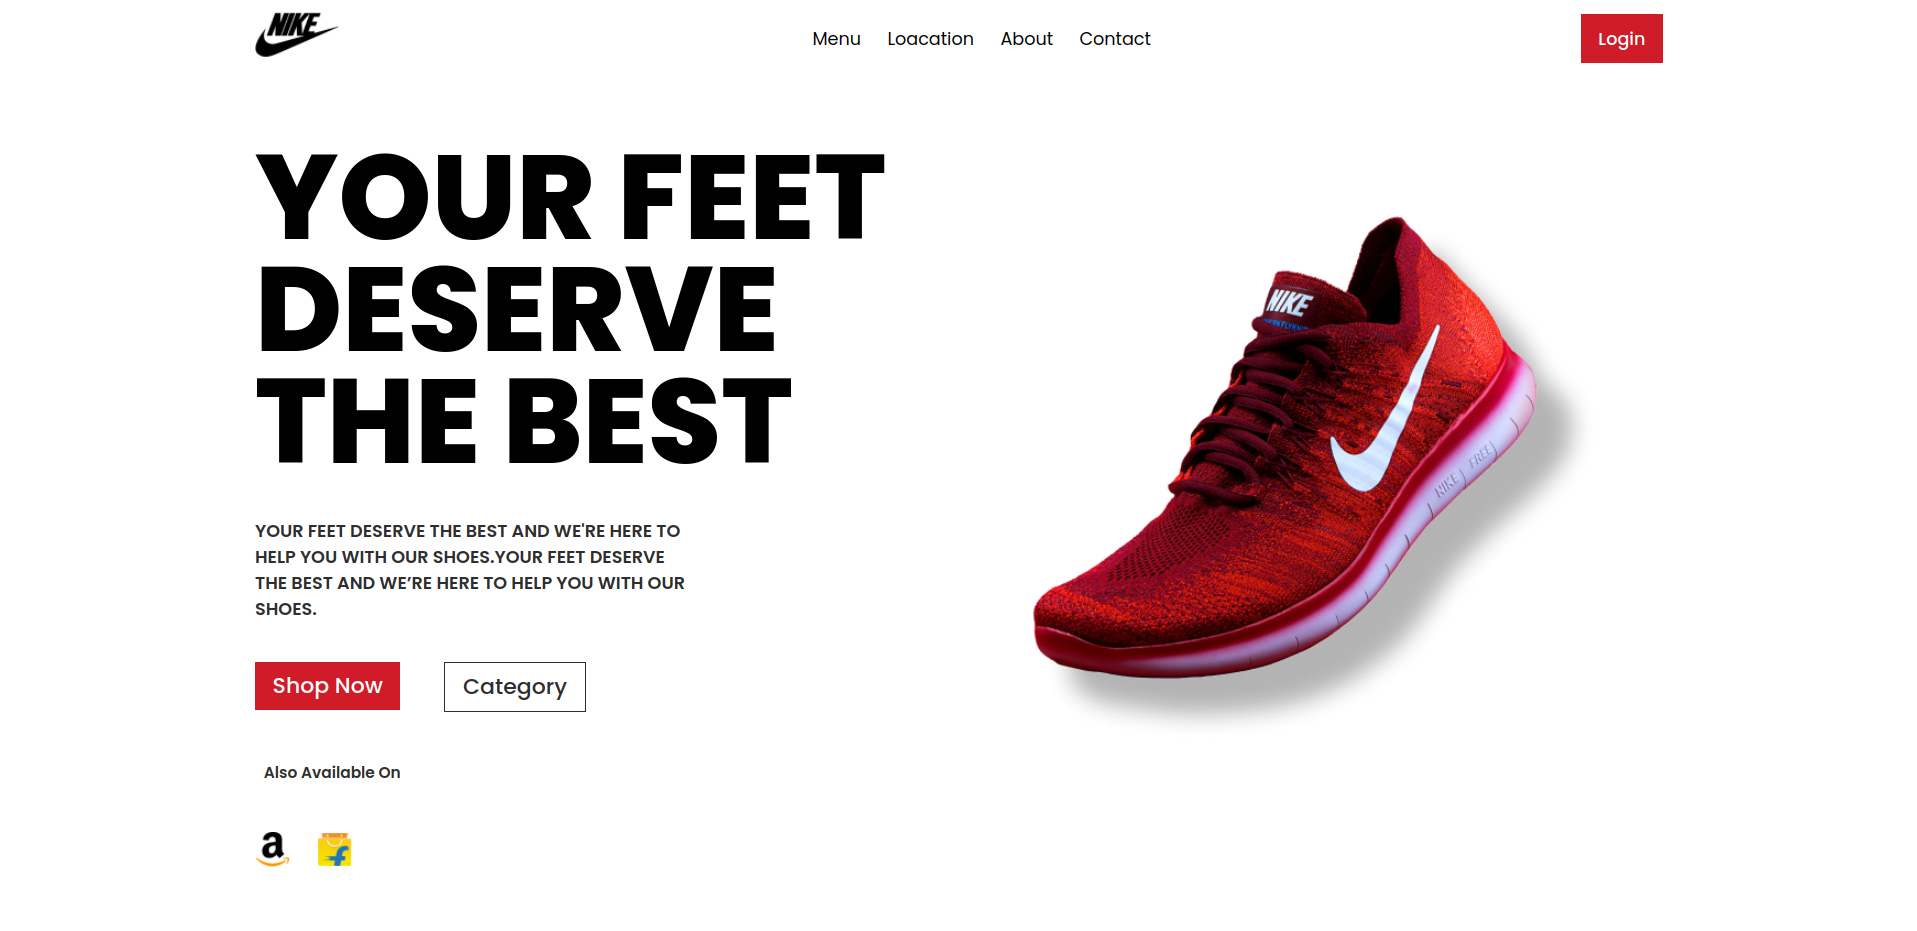 NIKE
Menu Loacation About Contact
Login
YOUR FEET
DESERVE
THE BEST
YOUR FEET DESERVE THE BEST AND WE'RE HERE TO
HELP YOU WITH OUR SHOES.YOUR FEET DESERVE
THE BEST AND WE’RE HERE TO HELP YOU WITH OUR
SHOES.
Shop Now Category
Also Available On
a f
NIKE
NIKE FREE